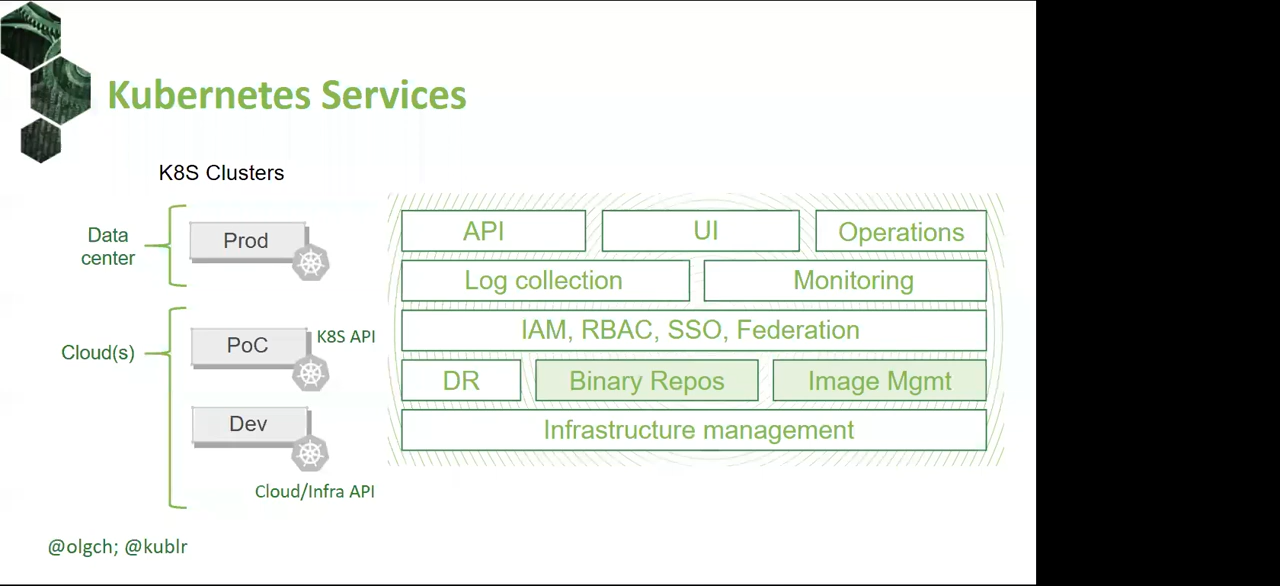 Kubernetes Services
K8S Clusters
Data
center
Prod
Cloud(s)
PoC
K8S API
Dev
Cloud/Infra API
API
UI
Operations
Log collection
Monitoring
IAM, RBAC, SSO, Federation
DR
Binary Repos
Image Mgmt
Infrastructure management
@olgch; @kublr